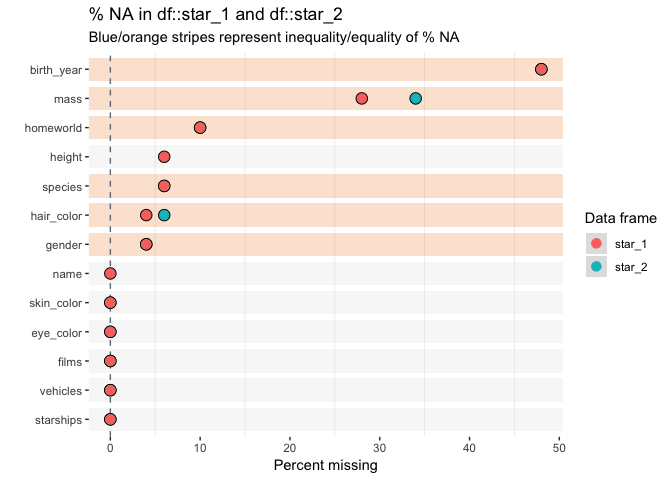 % NA in df::star_1 and df::star_2
Blue/orange stripes represent inequality/equality of % NA
birth_year
mass
homeworld
height
species
hair_color
gender
name
skin_color
eye_color
films
vehicles
starships
0 10 20 30 40 50
Percent missing
Data frame
star_1
star_2